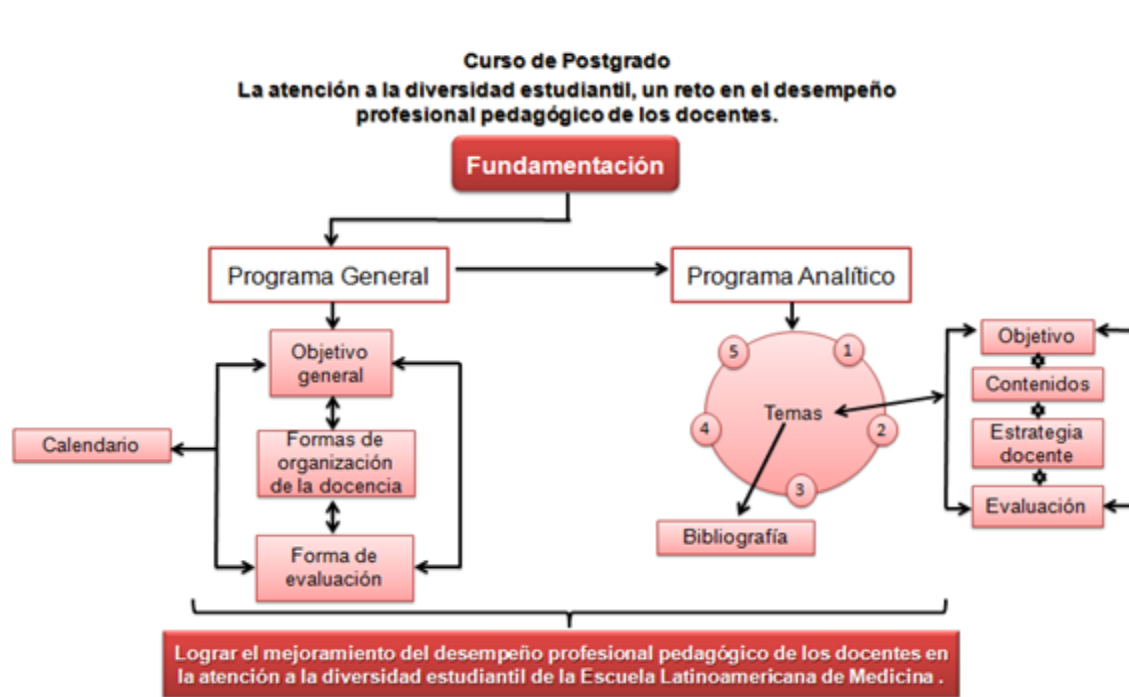 Curso de Postgrado
La atención a la diversidad estudiantil, un reto en el desempeño
profesional pedagógico de los docentes.
Fundamentación
Programa General
Programa Analítico
Objetivo
general
Formas de
organización
de la docencia
Forma de
evaluación
Calendario
5
1
Temas
4
2
3
Bibliografía
Objetivo
Contenidos
Estrategia
docente
Evaluación
Lograr el mejoramiento del desempeño profesional pedagógico de los docentes en
la atención a la diversidad estudiantil de la Escuela Latinoamericana de Medicina .